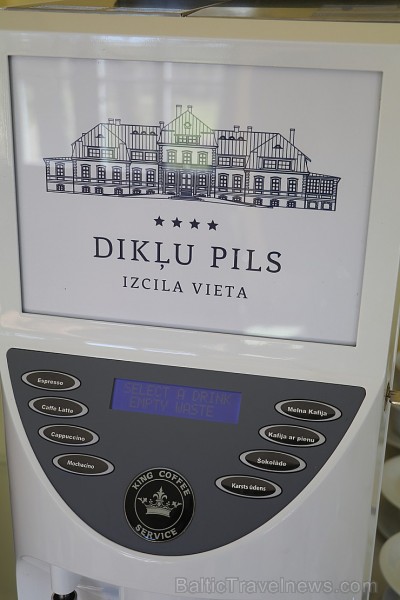 DIKĻU PILS
IZCILA VIETA
SELECT A DRINK
EMPTY WASTE
Espresso
Caffe Latte
Cappuccino
Mochacino
Melna Kafija
Kafija ar pienu
Šokolāde
Karsts ūdens
KING COFFEE
SERVICE
BalticTravelnews.com